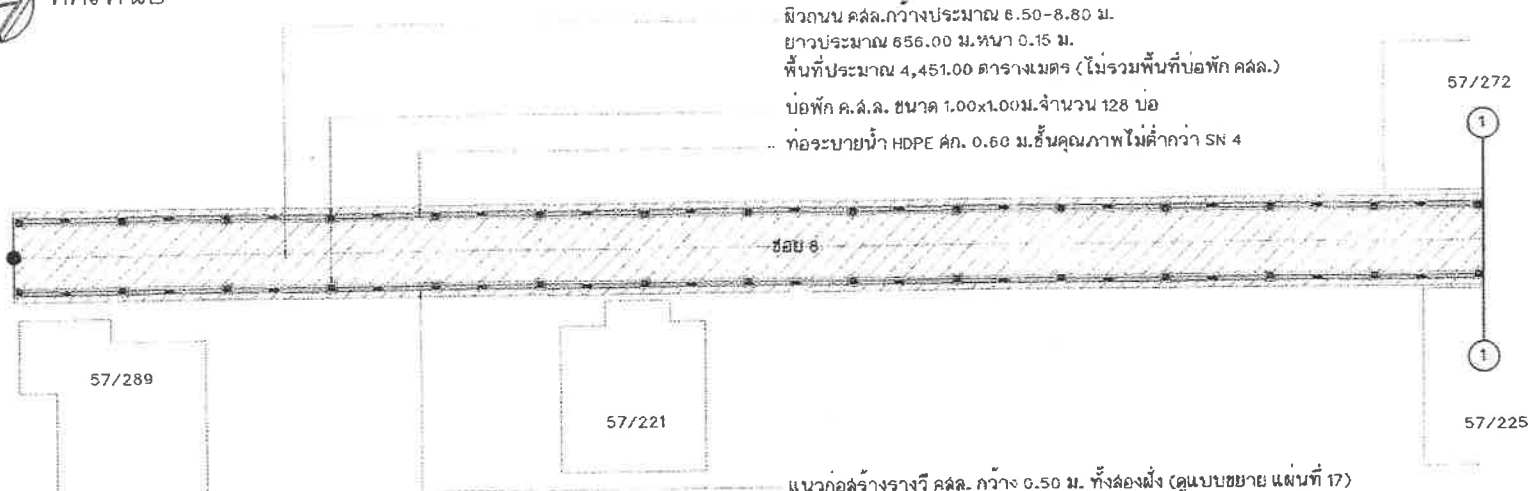 ผิวถนน คสล.กว้างประมาณ 6.50-8.80 ม.
ยาวประมาณ 656.00 ม.หนา 0.15 ม.
พื้นที่ประมาณ 4,451.00 ตารางเมตร (ไม่รวมพื้นที่บ่อพัก คสล.)
57/272
บ่อพัก ค.ส.ล. ขนาด 1.00x1.00ม.จำนวน 128 บ่อ
1
ท่อระบายน้ำ HDPE ศก. 0.60 ม.ชั้นคุณภาพไม่ต่ำกว่า SN 4
ซอย 8
1
57/289
57/221
57/225
แนวก่อสร้างรางวี คสล. กว้าง 0.50 ม. ทั้งสองฝั่ง (ดูแบบขยาย แผ่นที่ 17)